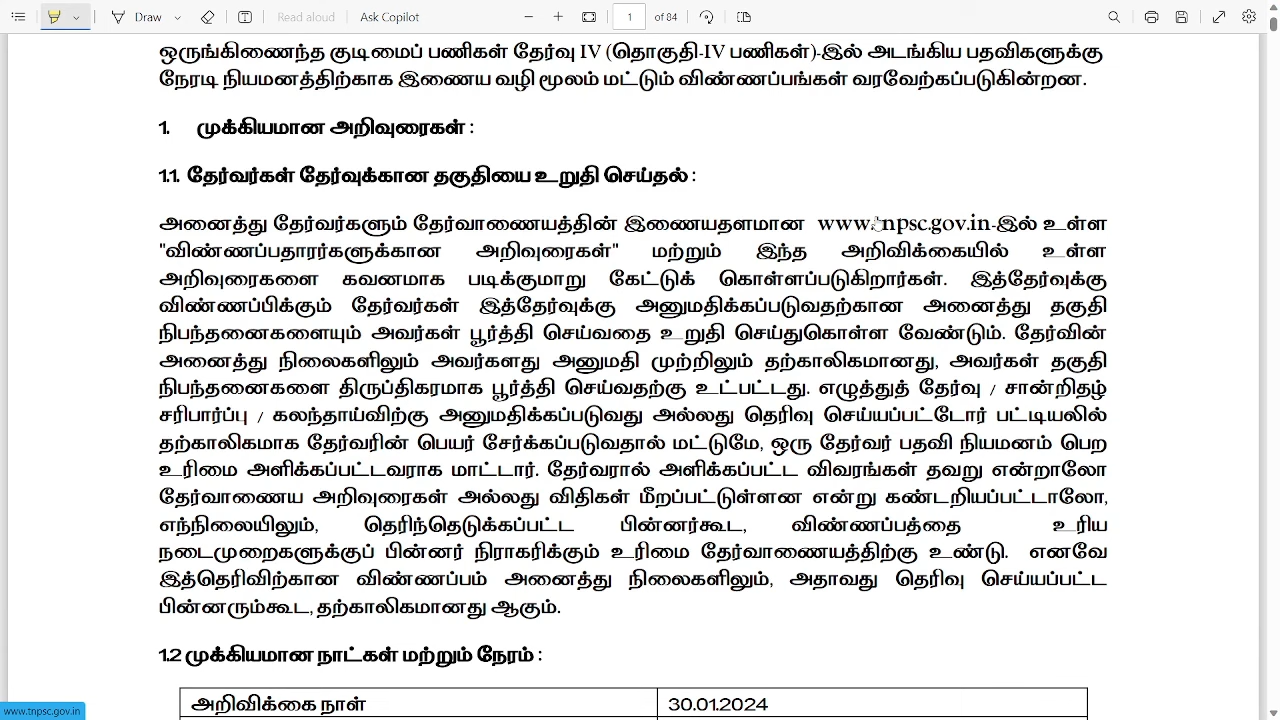 Draw
Read aloud
Ask Copilot
1
of 84
ஒருங்கிணைந்த குடிமைப் பணிகள் தேர்வு IV (தொகுதி-IV பணிகள்)-இல் அடங்கிய பதவிகளுக்கு
நேரடி நியமனத்திற்காக இணைய வழி மூலம் மட்டும் விண்ணப்பங்கள் வரவேற்கப்படுகின்றன.
1. முக்கியமான அறிவுரைகள் :
1.1. தேர்வர்கள் தேர்வுக்கான தகுதியை உறுதி செய்தல் :
அனைத்து தேர்வர்களும் தேர்வாணையத்தின் இணையதளமான www.tnpsc.gov.in-இல் உள்ள
"விண்ணப்பதாரர்களுக்கான அறிவுரைகள்" மற்றும் இந்த அறிவிக்கையில் உள்ள
அறிவுரைகளை கவனமாக படிக்குமாறு கேட்டுக் கொள்ளப்படுகிறார்கள். இத்தேர்வுக்கு
விண்ணப்பிக்கும் தேர்வர்கள் இத்தேர்வுக்கு அனுமதிக்கப்படுவதற்கான அனைத்து தகுதி
நிபந்தனைகளையும் அவர்கள் பூர்த்தி செய்வதை உறுதி செய்துகொள்ள வேண்டும். தேர்வின்
அனைத்து நிலைகளிலும் அவர்களது அனுமதி முற்றிலும் தற்காலிகமானது, அவர்கள் தகுதி
நிபந்தனைகளை திருப்திகரமாக பூர்த்தி செய்வதற்கு உட்பட்டது. எழுத்துத் தேர்வு / சான்றிதழ்
சரிபார்ப்பு / கலந்தாய்விற்கு அனுமதிக்கப்படுவது அல்லது தெரிவு செய்யப்பட்டோர் பட்டியலில்
தற்காலிகமாக தேர்வரின் பெயர் சேர்க்கப்படுவதால் மட்டுமே, ஒரு தேர்வர் பதவி நியமனம் பெற
உரிமை அளிக்கப்பட்டவராக மாட்டார். தேர்வரால் அளிக்கப்பட்ட விவரங்கள் தவறு என்றாலோ
தேர்வாணைய அறிவுரைகள் அல்லது விதிகள் மீறப்பட்டுள்ளன என்று கண்டறியப்பட்டாலோ,
எந்நிலையிலும், தெரிந்தெடுக்கப்பட்ட பின்னர்கூட, விண்ணப்பத்தை உரிய
நடைமுறைகளுக்குப் பின்னர் நிராகரிக்கும் உரிமை தேர்வாணையத்திற்கு உண்டு. எனவே
இத்தெரிவிற்கான விண்ணப்பம் அனைத்து நிலைகளிலும், அதாவது தெரிவு செய்யப்பட்ட
பின்னரும்கூட, தற்காலிகமானது ஆகும்.
1.2 முக்கியமான நாட்கள் மற்றும் நேரம் :
அறிவிக்கை நாள் 30.01.2024
www.tnpsc.gov.in